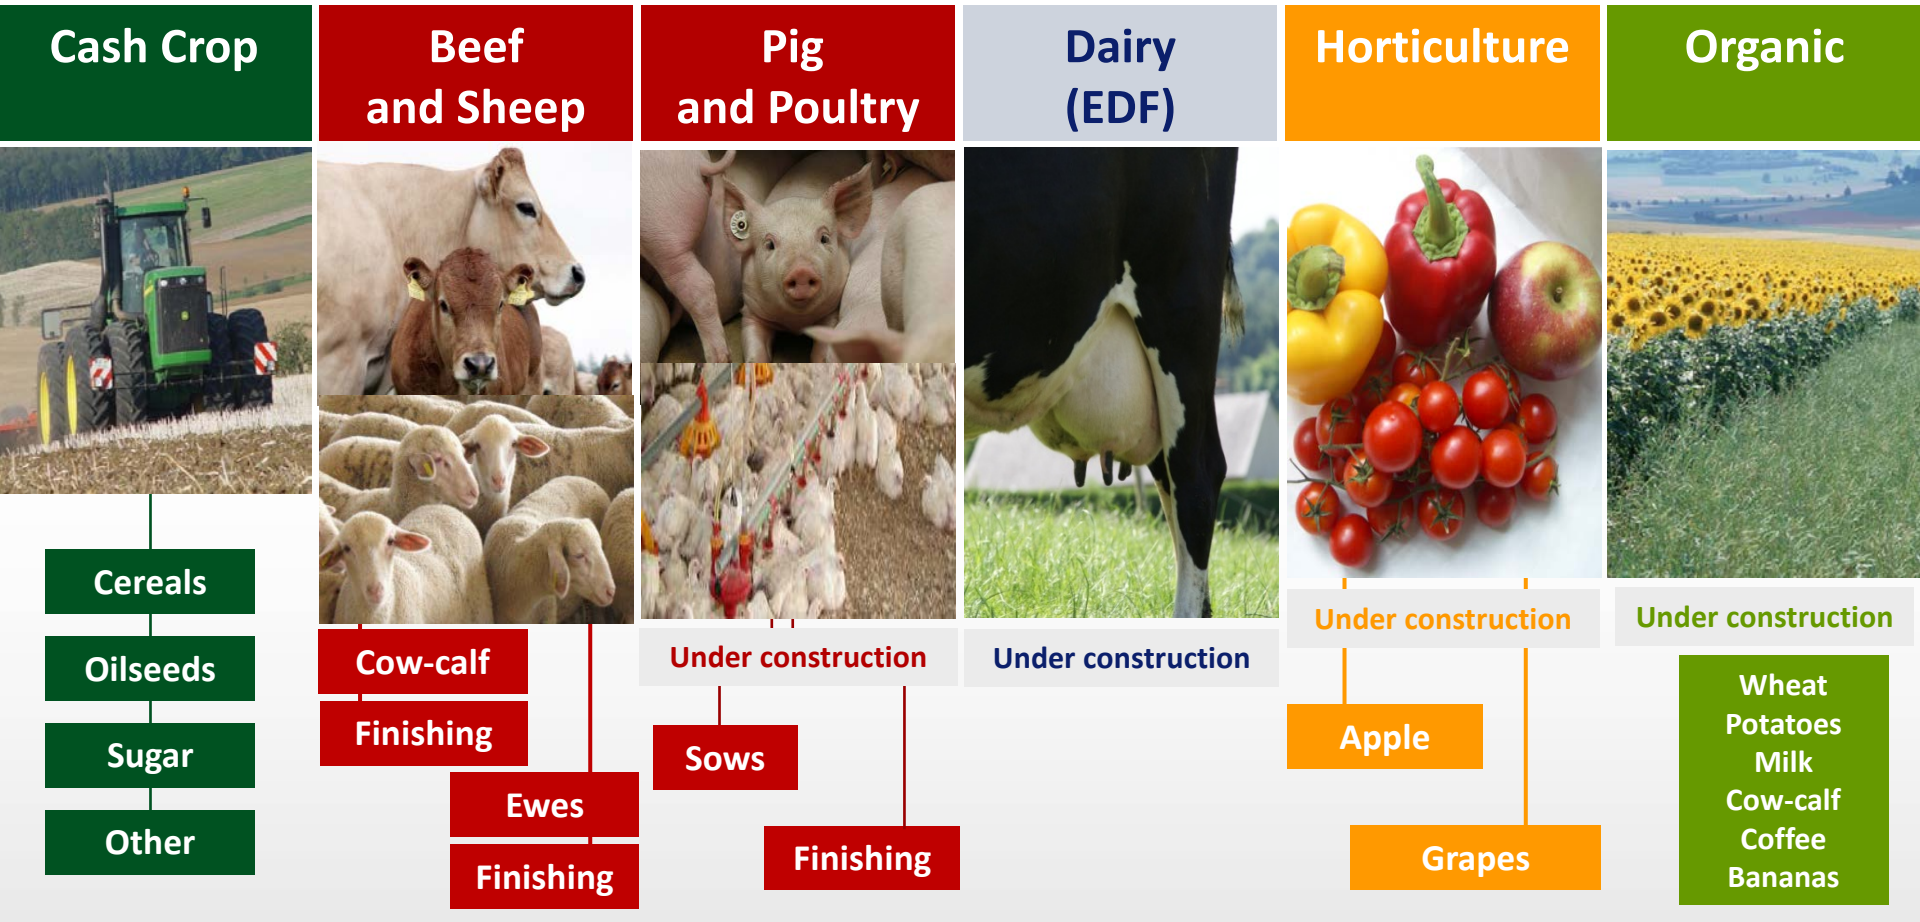 Cash Crop
Beef
and Sheep
Pig
and Poultry
Dairy
(EDF)
Horticulture
Organic
Cereals
Oilseeds
Sugar
Other
Cow-calf
Finishing
Ewes
Finishing
Under construction
Sows
Finishing
Under construction
Under construction
Apple
Grapes
Under construction
Wheat
Potatoes
Milk
Cow-calf
Coffee
Bananas